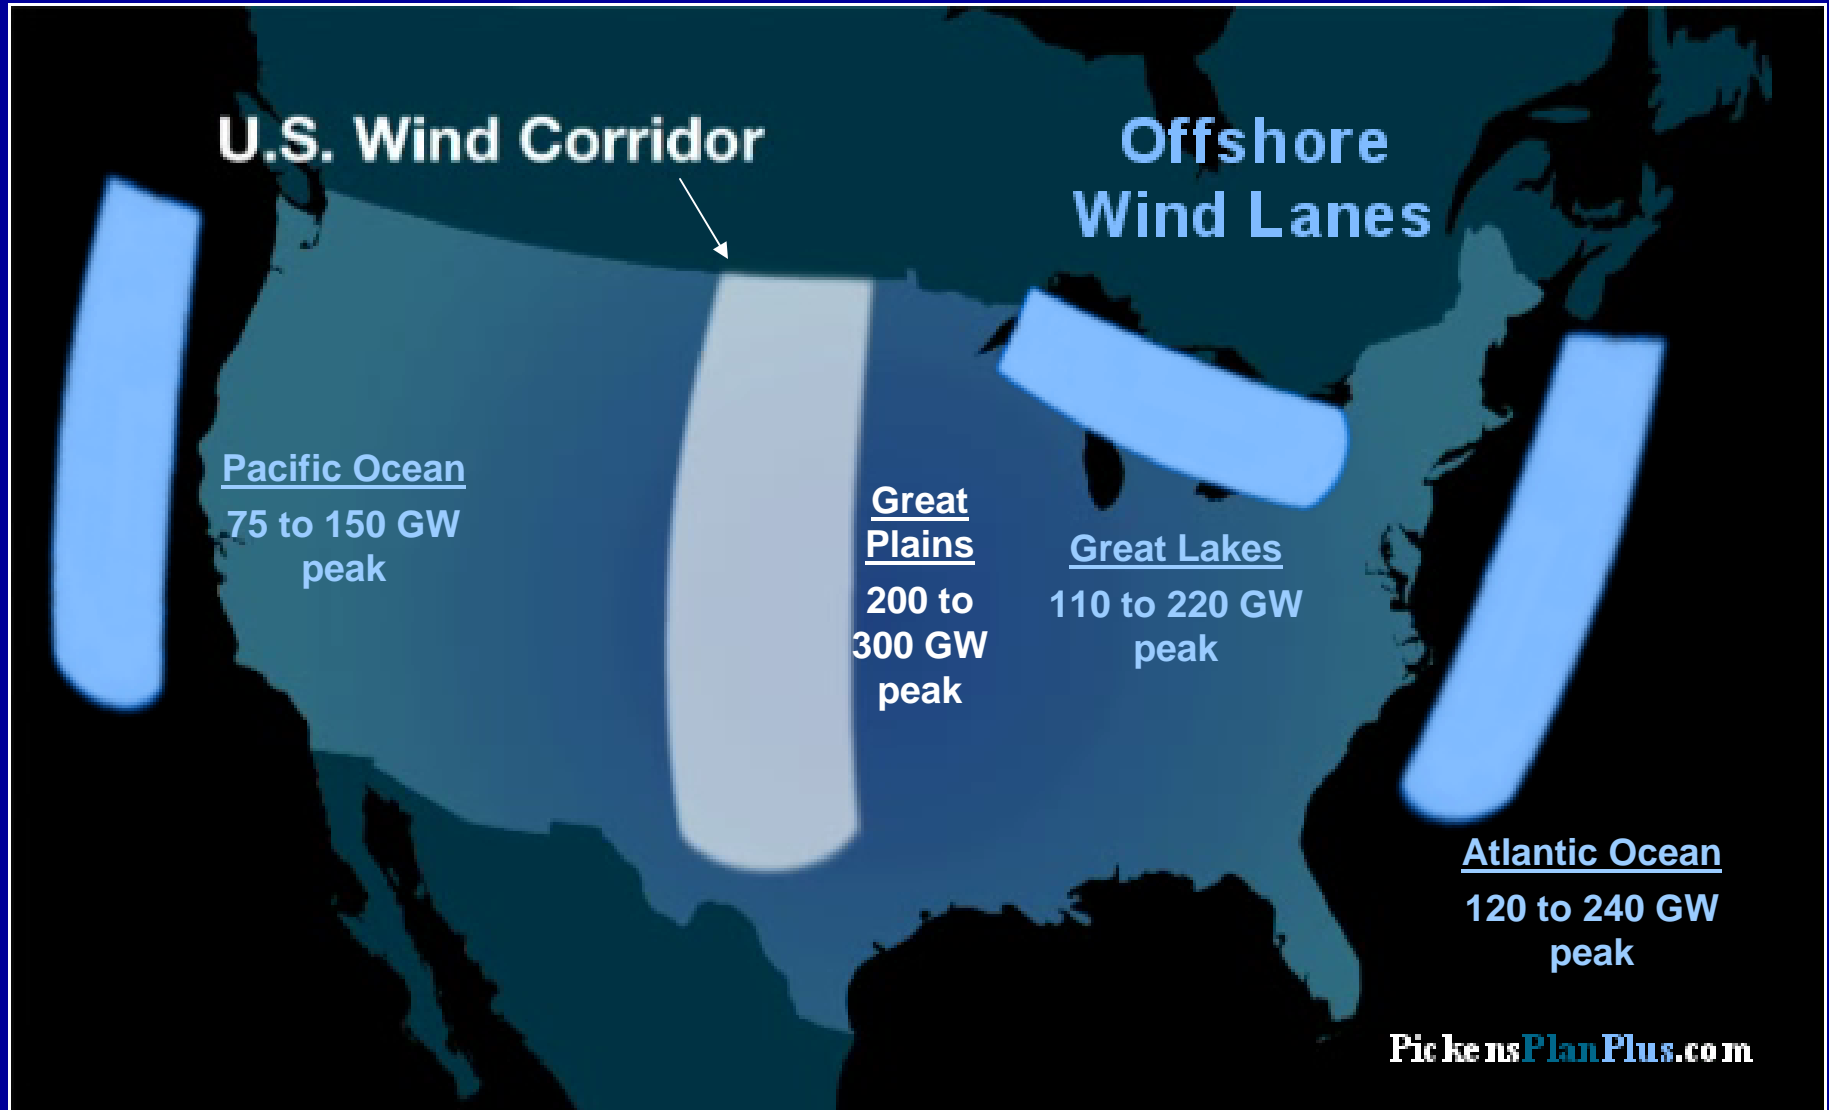 U.S. Wind Corridor
Offshore
Wind Lanes
Pacific Ocean
75 to 150 GW
peak
Great
Plains
200 to
300 GW
peak
Great Lakes
110 to 220 GW
peak
Atlantic Ocean
120 to 240 GW
peak
PickensPlanPlus.com